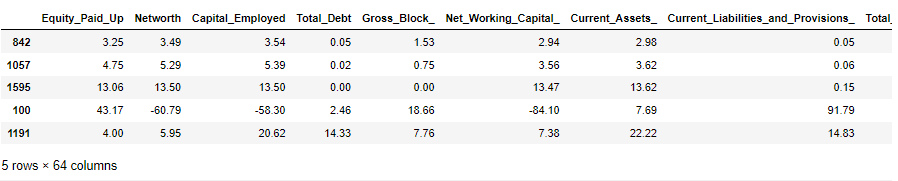 Equity_Paid_Up Networth Capital_Employed Total_Debt Gross_Block_ Net_Working_Capital_ Current_Assets_ Current_Liabilities_and_Provisions_ Total_
842 3.25 3.49 3.54 0.05 1.53 2.94 2.98 0.05
1057 4.75 5.29 5.39 0.02 0.75 3.56 3.62 0.06
1595 13.06 13.50 13.50 0.00 0.00 13.47 13.62 0.15
100 43.17 -60.79 -58.30 2.46 18.66 -84.10 7.69 91.79
1191 4.00 5.95 20.62 14.33 7.76 7.38 22.22 14.83
5 rows × 64 columns